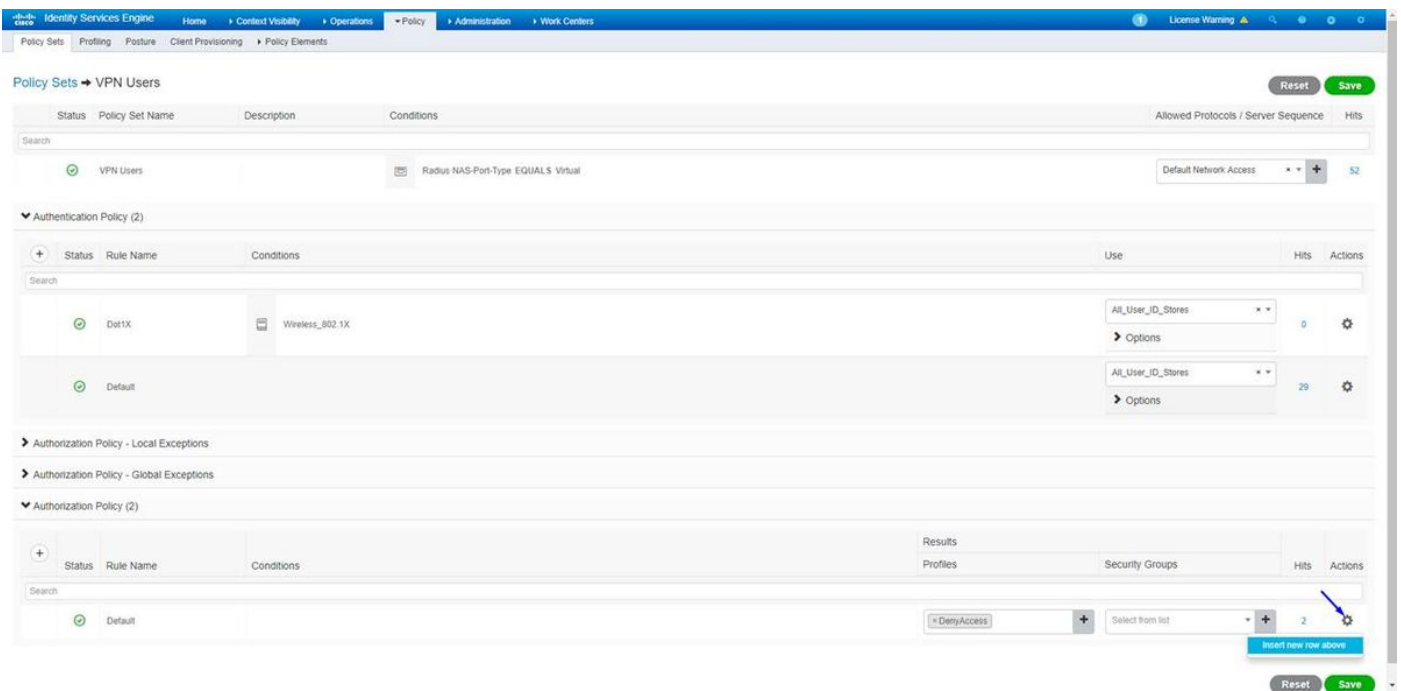 cisco Identity Services Engine Home Context Visibility Operations Policy Administration Work Centers 1 License Warning
Policy Sets Profiling Posture Client Provisioning Policy Elements
Policy Sets → VPN Users Reset Save
Status Policy Set Name Description Conditions Allowed Protocols / Server Sequence Hits
Search
VPN Users Radius NAS-Port-Type EQUALS Virtual Default Network Access × + 52
Authentication Policy (2)
+ Status Rule Name Conditions Use Hits Actions
Search
Dot1X Wireless_802.1X All_User_ID_Stores × 0
Options
Default All_User_ID_Stores × 29
Options
Authorization Policy - Local Exceptions
Authorization Policy - Global Exceptions
Authorization Policy (2)
Results
+ Status Rule Name Conditions Profiles Security Groups Hits Actions
Search
Default × DenyAccess + Select from list + 2
Insert new row above
Reset Save